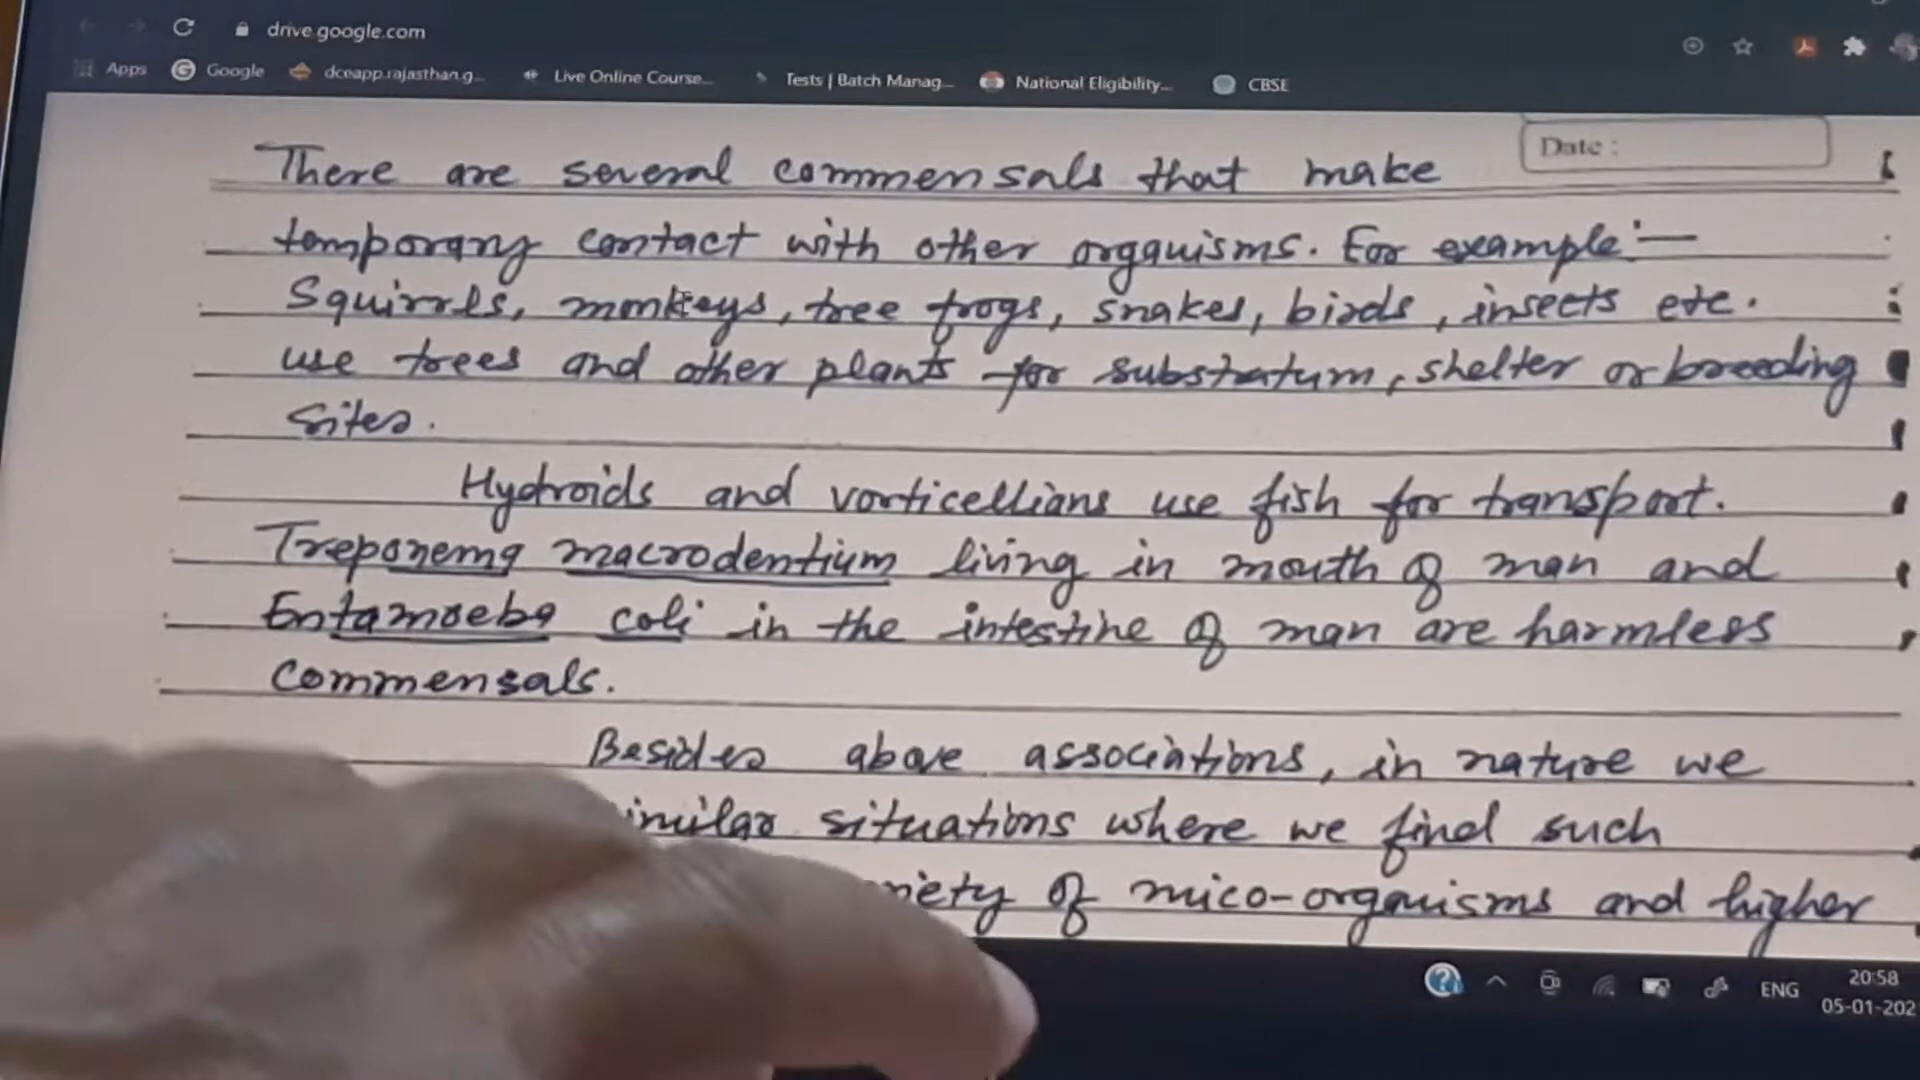 drive.google.com
Apps Google dceapp.rajasthan.g... Live Online Course... Tests | Batch Manag... National Eligibility... CBSE
Date :
There are several commensals that make
temporary contact with other organisms. For example:—
Squirrels, monkeys, tree frogs, snakes, birds, insects etc.
use trees and other plants for substratum, shelter or breeding
sites.
Hydroids and vorticellians use fish for transport.
Treponema macrodentium living in mouth of man and
Entamoeba coli in the intestine of man are harmless
commensals.
Besides above associations, in nature we
situations where we find such
of mico-organisms and higher
ENG 20:58
05-01-202